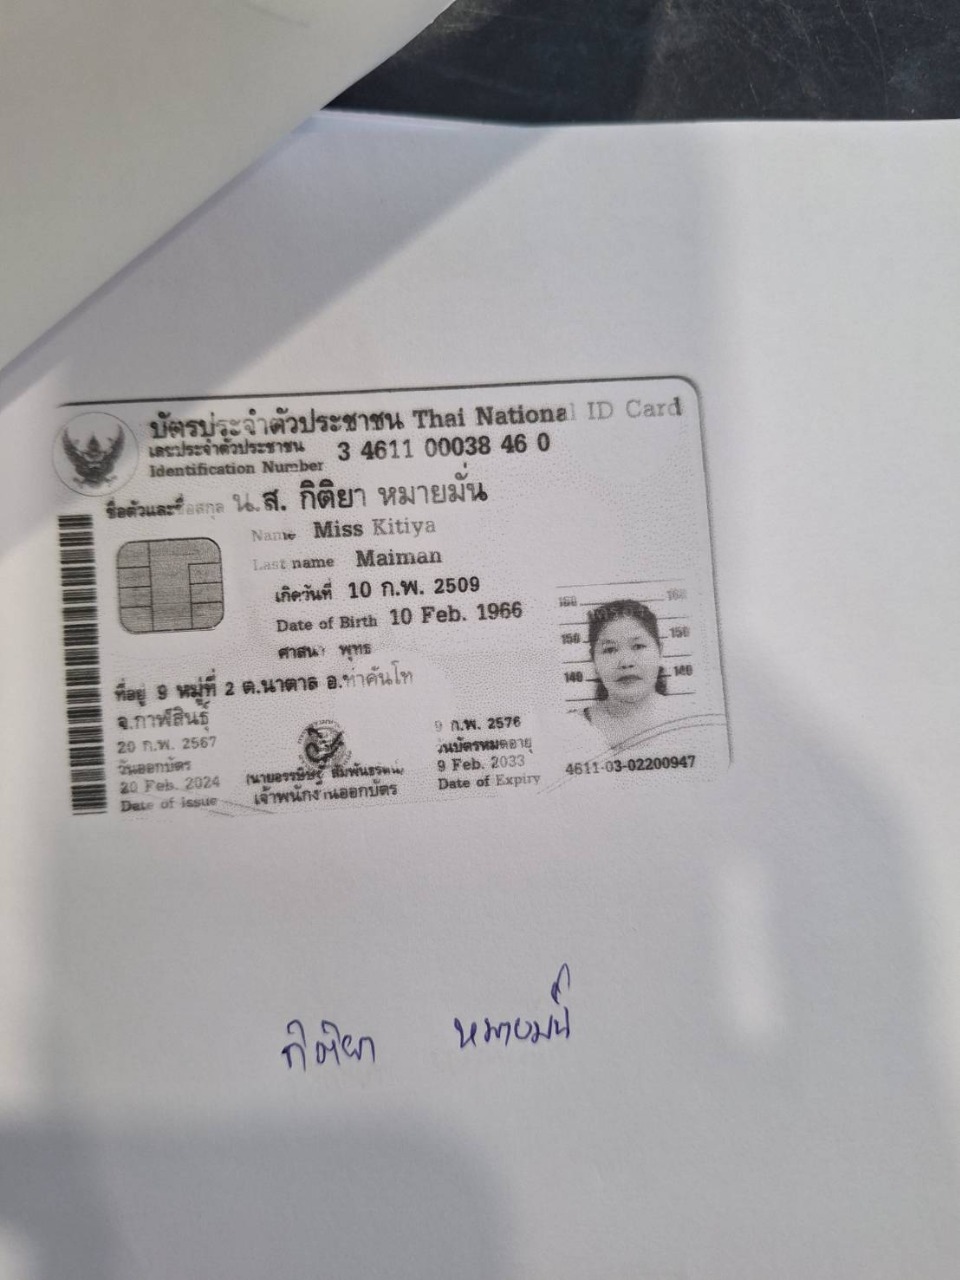 บัตรประจำตัวประชาชน Thai National ID Card
เลขประจำตัวประชาชน
Identification Number 3 4611 00038 46 0
ชื่อตัวและชื่อสกุล น.ส. กิติยา หมายมั่น
Name Miss Kitiya
Last name Maiman
เกิดวันที่ 10 ก.พ. 2509
Date of Birth 10 Feb. 1966
ศาสนา พุทธ
ที่อยู่ 9 หมู่ที่ 2 ต.นาตาล อ.ท่าคันโท
จ.กาฬสินธุ์
20 ก.พ. 2567
วันออกบัตร
20 Feb. 2024
Date of issue
เจ้าพนักงานออกบัตร
9 ก.พ. 2576
วันบัตรหมดอายุ
9 Feb. 2033
Date of Expiry
160 160
150 150
140 140
4611-03-02200947
กิติยา หมายมั่น